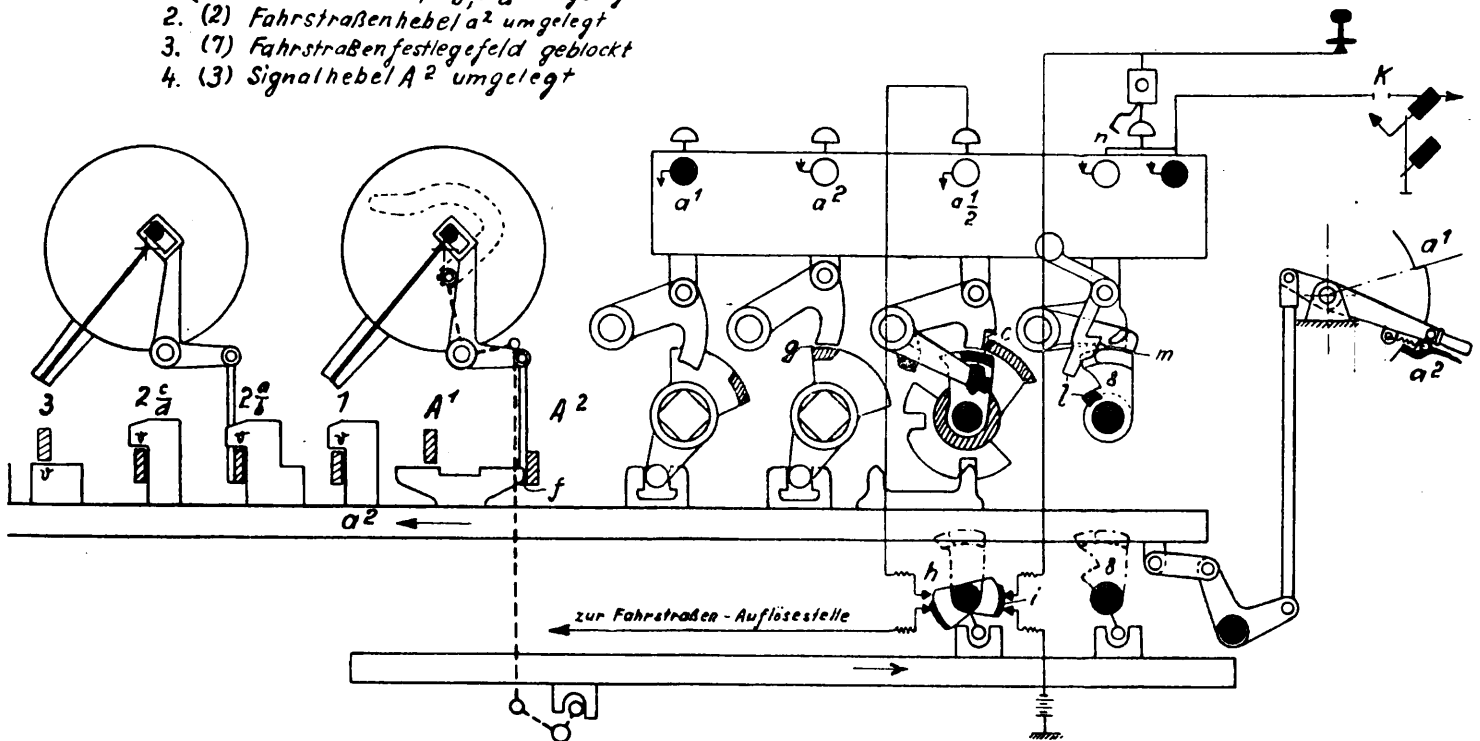 2. (2) Fahrstraßenhebel a² umgelegt
3. (7) Fahrstraßenfestlegefeld geblockt
4. (3) Signalhebel A² umgelegt
K
n
a¹ a² a½
a¹
g c m
l 8
a²
3 2 c/d 2 a/b 1 A¹ A²
v v v v
f
a²
h 8
i
zur Fahrstraßen-Auflösestelle